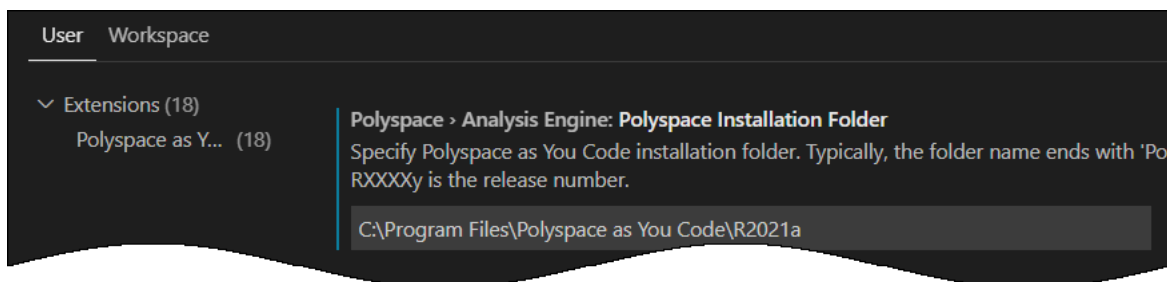 User Workspace
Extensions (18)
Polyspace as Y... (18)
Polyspace › Analysis Engine: Polyspace Installation Folder
Specify Polyspace as You Code installation folder. Typically, the folder name ends with 'Po
RXXXXy is the release number.
C:\Program Files\Polyspace as You Code\R2021a